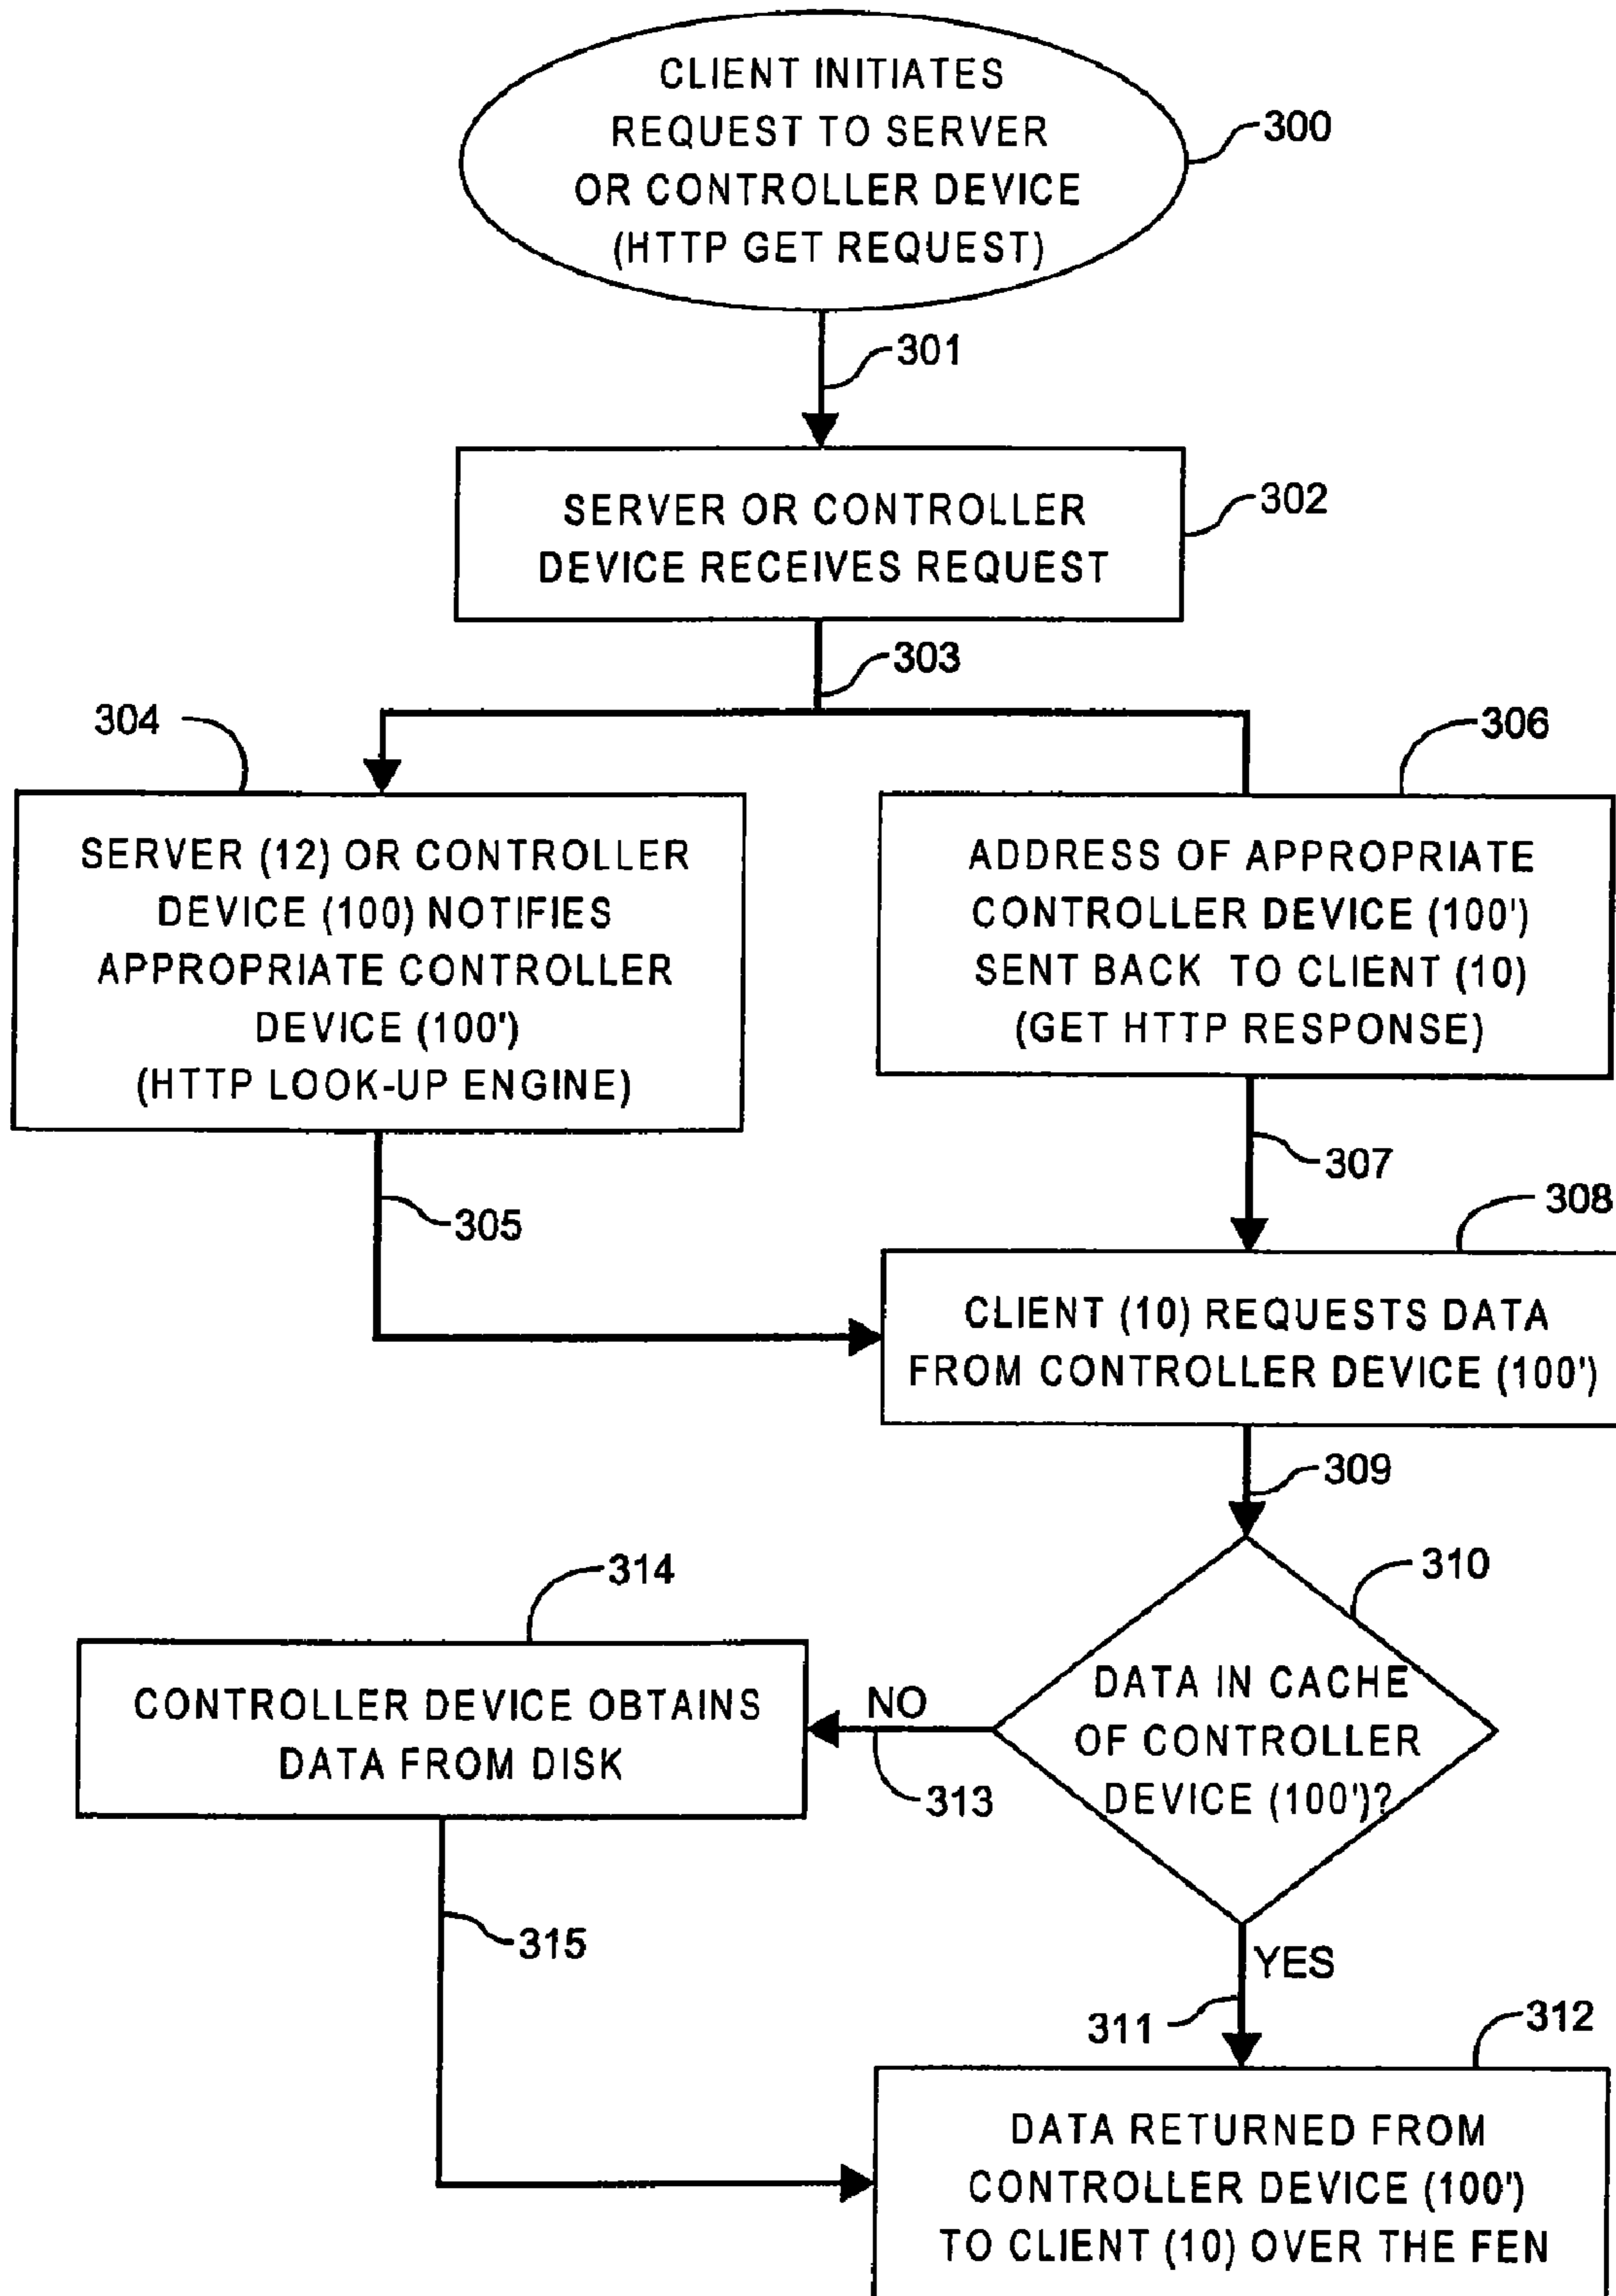 CLIENT INITIATES
REQUEST TO SERVER
OR CONTROLLER DEVICE
(HTTP GET REQUEST)
300
301
SERVER OR CONTROLLER
DEVICE RECEIVES REQUEST
302
303
304
SERVER (12) OR CONTROLLER
DEVICE (100) NOTIFIES
APPROPRIATE CONTROLLER
DEVICE (100')
(HTTP LOOK-UP ENGINE)
306
ADDRESS OF APPROPRIATE
CONTROLLER DEVICE (100')
SENT BACK TO CLIENT (10)
(GET HTTP RESPONSE)
305
307
308
CLIENT (10) REQUESTS DATA
FROM CONTROLLER DEVICE (100')
309
310
DATA IN CACHE
OF CONTROLLER
DEVICE (100')?
NO
313
314
CONTROLLER DEVICE OBTAINS
DATA FROM DISK
315
YES
311
312
DATA RETURNED FROM
CONTROLLER DEVICE (100')
TO CLIENT (10) OVER THE FEN